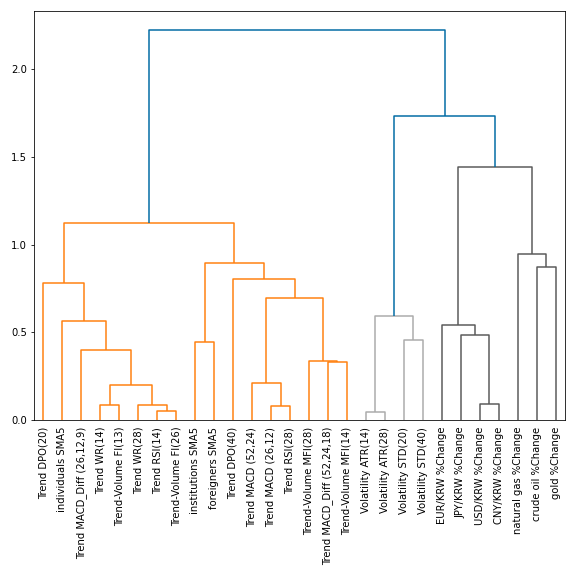 2.0
1.5
1.0
0.5
0.0
Trend DPO(20)
individuals SMA5
Trend MACD_Diff (26,12,9)
Trend WR(14)
Trend-Volume FI(13)
Trend WR(28)
Trend RSI(14)
Trend-Volume FI(26)
institutions SMA5
foreigners SMA5
Trend DPO(40)
Trend MACD (52,24)
Trend MACD (26,12)
Trend RSI(28)
Trend-Volume MFI(28)
Trend MACD_Diff (52,24,18)
Trend-Volume MFI(14)
Volatility ATR(14)
Volatility ATR(28)
Volatility STD(20)
Volatility STD(40)
EUR/KRW %Change
JPY/KRW %Change
USD/KRW %Change
CNY/KRW %Change
natural gas %Change
crude oil %Change
gold %Change